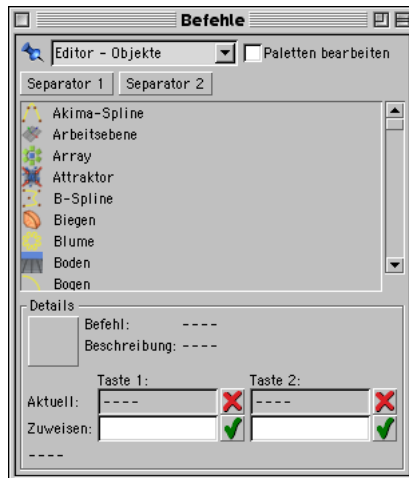 Befehle
Editor - Objekte Paletten bearbeiten
Separator 1 Separator 2
Akima-Spline
Arbeitsebene
Array
Attraktor
B-Spline
Biegen
Blume
Boden
Bogen
Details
Befehl: ----
Beschreibung: ----
Taste 1: Taste 2:
Aktuell: ---- ----
Zuweisen:
----